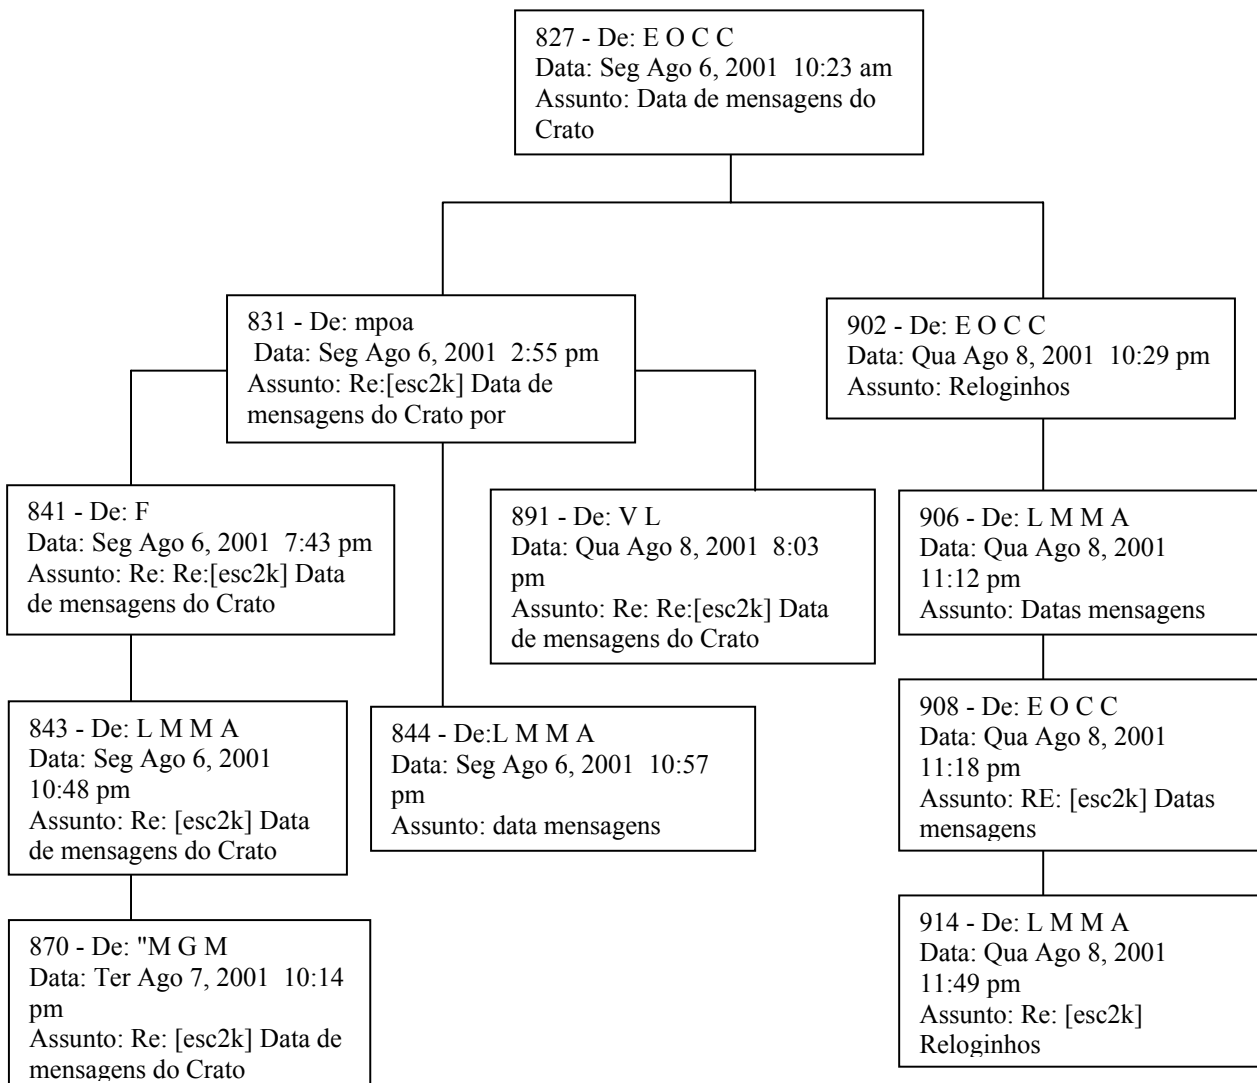 827 - De: E O C C
Data: Seg Ago 6, 2001  10:23 am
Assunto: Data de mensagens do
Crato
831 - De: mpoa
Data: Seg Ago 6, 2001  2:55 pm
Assunto: Re:[esc2k] Data de
mensagens do Crato por
902 - De: E O C C
Data: Qua Ago 8, 2001  10:29 pm
Assunto: Reloginhos
841 - De: F
Data: Seg Ago 6, 2001  7:43 pm
Assunto: Re: Re:[esc2k] Data
de mensagens do Crato
891 - De: V L
Data: Qua Ago 8, 2001  8:03
pm
Assunto: Re: Re:[esc2k] Data
de mensagens do Crato
906 - De: L M M A
Data: Qua Ago 8, 2001
11:12 pm
Assunto: Datas mensagens
843 - De: L M M A
Data: Seg Ago 6, 2001
10:48 pm
Assunto: Re: [esc2k] Data
de mensagens do Crato
844 - De:L M M A
Data: Seg Ago 6, 2001  10:57
pm
Assunto: data mensagens
908 - De: E O C C
Data: Qua Ago 8, 2001
11:18 pm
Assunto: RE: [esc2k] Datas
mensagens
870 - De: "M G M
Data: Ter Ago 7, 2001  10:14
pm
Assunto: Re: [esc2k] Data de
mensagens do Crato
914 - De: L M M A
Data: Qua Ago 8, 2001
11:49 pm
Assunto: Re: [esc2k]
Reloginhos